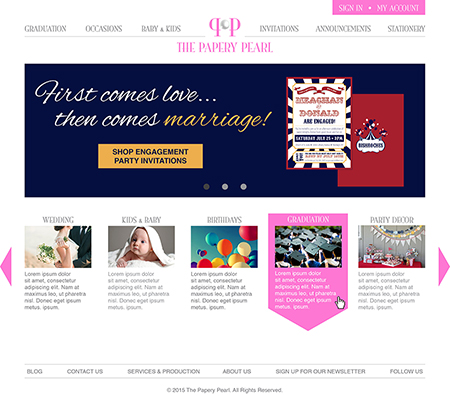 SIGN IN • MY ACCOUNT
GRADUATION OCCASIONS BABY & KIDS INVITATIONS ANNOUNCEMENTS STATIONERY
THE PAPERY PEARL
First comes love...
then comes marriage!
SHOP ENGAGEMENT
PARTY INVITATIONS
MEAGHAN
&
DONALD
ARE ENGAGED!
SATURDAY JULY 25 • 2PM
WEDDING
Lorem ipsum dolor
sit amet, consectetur
adipiscing elit. Nam
maximus leo, ut pharetra
nisl. Donec eget ipsum
metus. ipsum.
KIDS & BABY
Lorem ipsum dolor
sit amet, consectetur
adipiscing elit. Nam
maximus leo, ut pharetra
nisl. Donec eget ipsum
metus. ipsum.
BIRTHDAYS
Lorem ipsum dolor
sit amet, consectetur
adipiscing elit. Nam
maximus leo, ut pharetra
nisl. Donec eget ipsum
metus. ipsum.
GRADUATION
Lorem ipsum dolor
sit amet, consectetur
adipiscing elit. Nam
maximus leo, ut pharetra
nisl. Donec eget ipsum
metus. ipsum.
PARTY DECOR
Lorem ipsum dolor
sit amet, consectetur
adipiscing elit. Nam
maximus leo, ut pharetra
nisl. Donec eget ipsum
metus. ipsum.
BLOG CONTACT US SERVICES & PRODUCTION ABOUT US SIGN UP FOR OUR NEWSLETTER FOLLOW US
© 2015 The Papery Pearl. All Rights Reserved.